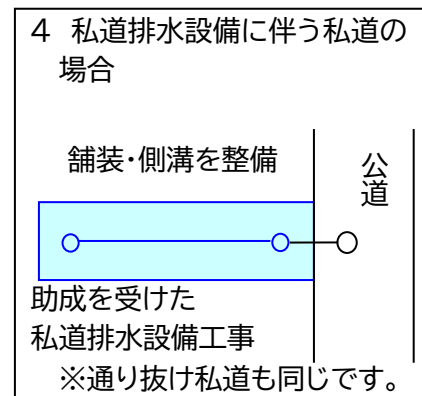 4 私道排水設備に伴う私道の
場合
舗装・側溝を整備
公道
助成を受けた
私道排水設備工事
※通り抜け私道も同じです。